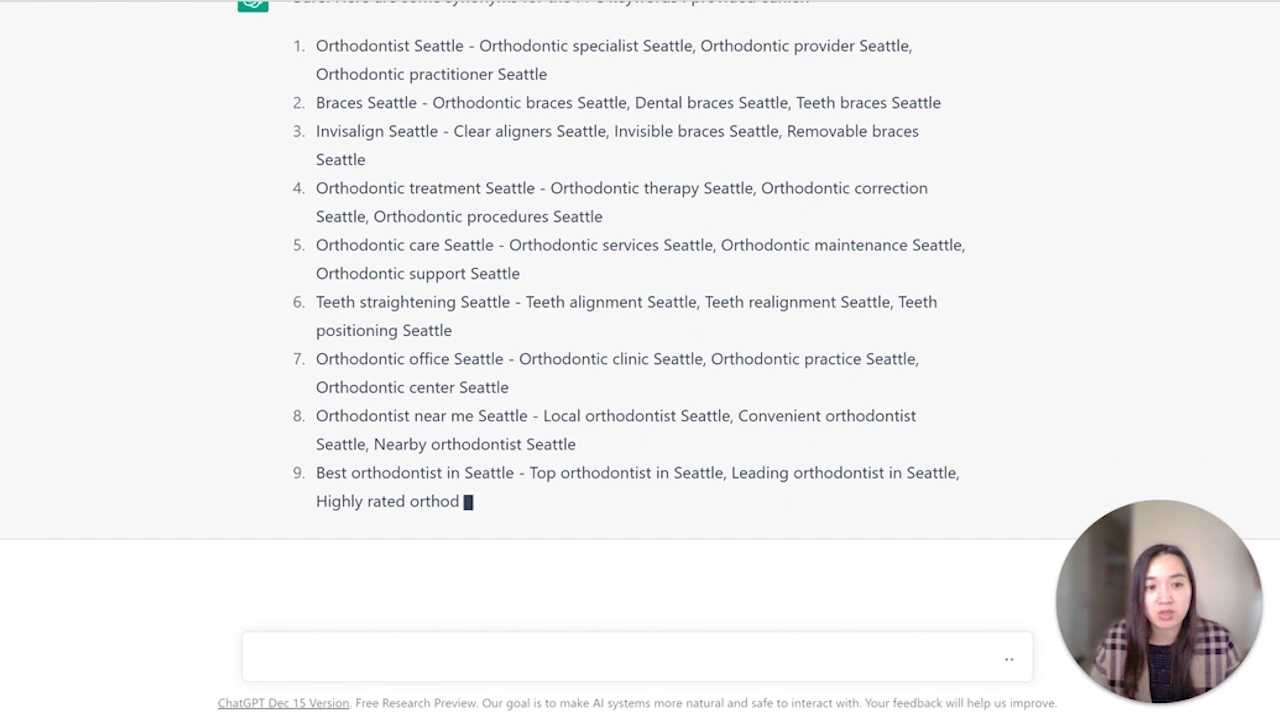 1. Orthodontist Seattle - Orthodontic specialist Seattle, Orthodontic provider Seattle,
Orthodontic practitioner Seattle
2. Braces Seattle - Orthodontic braces Seattle, Dental braces Seattle, Teeth braces Seattle
3. Invisalign Seattle - Clear aligners Seattle, Invisible braces Seattle, Removable braces
Seattle
4. Orthodontic treatment Seattle - Orthodontic therapy Seattle, Orthodontic correction
Seattle, Orthodontic procedures Seattle
5. Orthodontic care Seattle - Orthodontic services Seattle, Orthodontic maintenance Seattle,
Orthodontic support Seattle
6. Teeth straightening Seattle - Teeth alignment Seattle, Teeth realignment Seattle, Teeth
positioning Seattle
7. Orthodontic office Seattle - Orthodontic clinic Seattle, Orthodontic practice Seattle,
Orthodontic center Seattle
8. Orthodontist near me Seattle - Local orthodontist Seattle, Convenient orthodontist
Seattle, Nearby orthodontist Seattle
9. Best orthodontist in Seattle - Top orthodontist in Seattle, Leading orthodontist in Seattle,
Highly rated orthod
ChatGPT Dec 15 Version. Free Research Preview. Our goal is to make AI systems more natural and safe to interact with. Your feedback will help us improve.